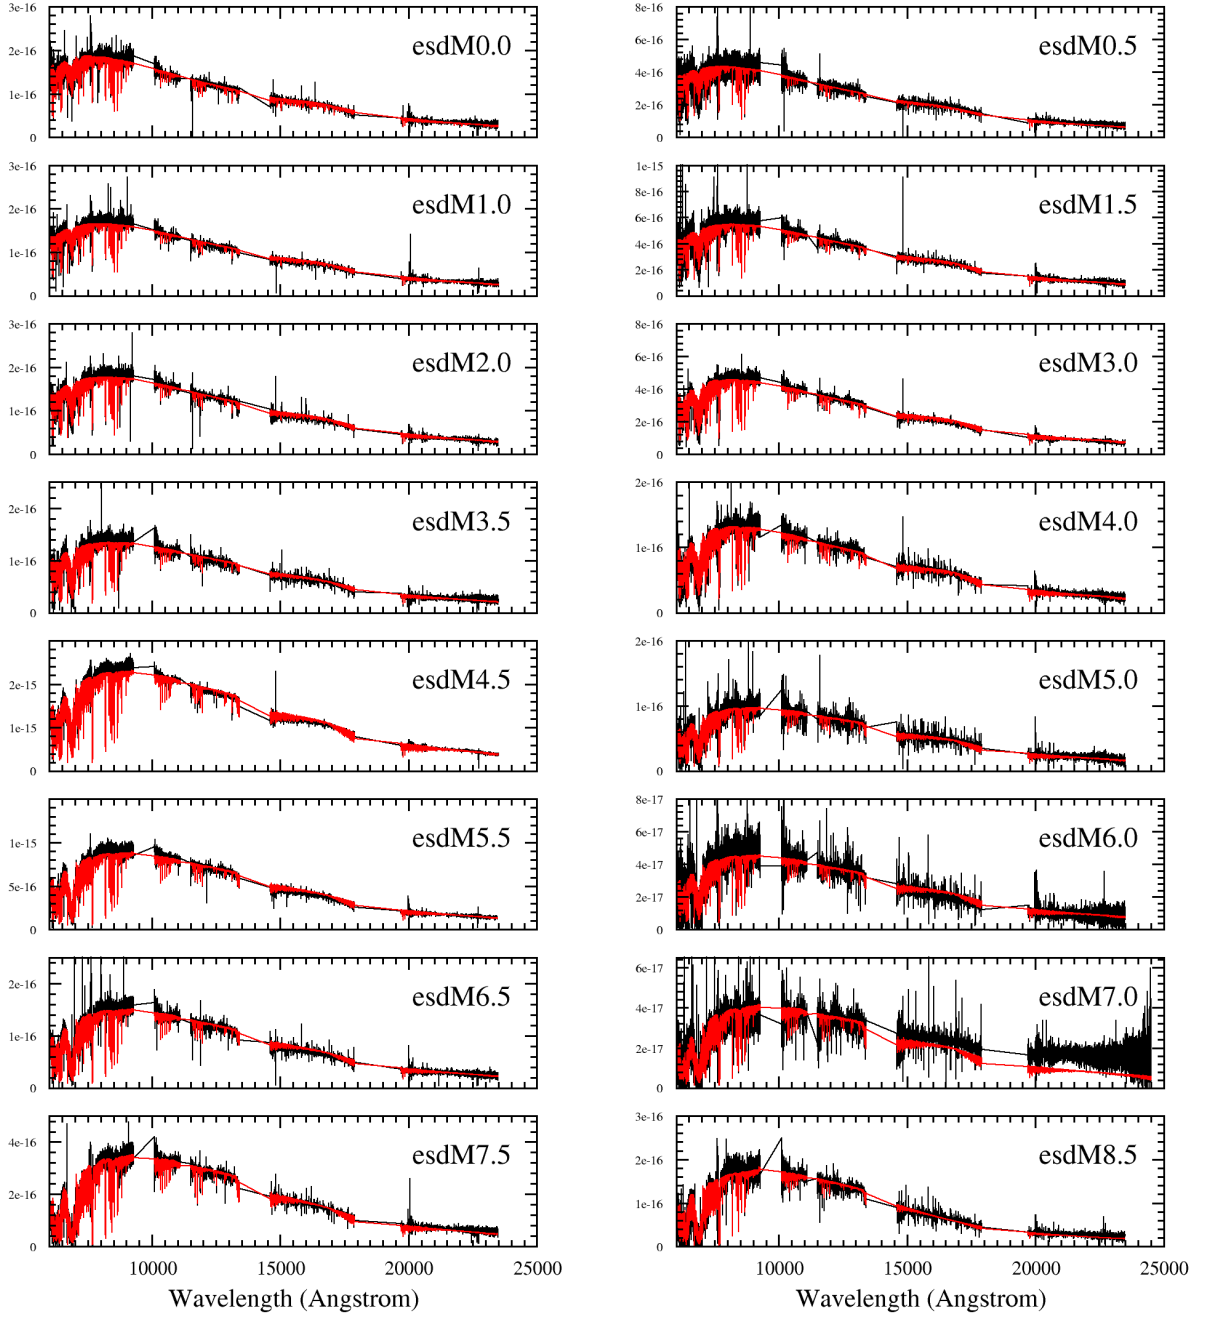 3e-16
2e-16
1e-16
0
esdM0.0
8e-16
6e-16
4e-16
2e-16
0
esdM0.5
3e-16
2e-16
1e-16
0
esdM1.0
1e-15
8e-16
6e-16
4e-16
2e-16
0
esdM1.5
3e-16
2e-16
1e-16
0
esdM2.0
8e-16
6e-16
4e-16
2e-16
0
esdM3.0
2e-16
1e-16
0
esdM3.5
2e-16
1e-16
0
esdM4.0
2e-15
1e-15
0
esdM4.5
2e-16
1e-16
0
esdM5.0
1e-15
5e-16
0
esdM5.5
8e-17
6e-17
4e-17
2e-17
0
esdM6.0
2e-16
1e-16
0
esdM6.5
6e-17
4e-17
2e-17
0
esdM7.0
4e-16
2e-16
0
esdM7.5
3e-16
2e-16
1e-16
0
esdM8.5
10000 15000 20000 25000
Wavelength (Angstrom)
10000 15000 20000 25000
Wavelength (Angstrom)